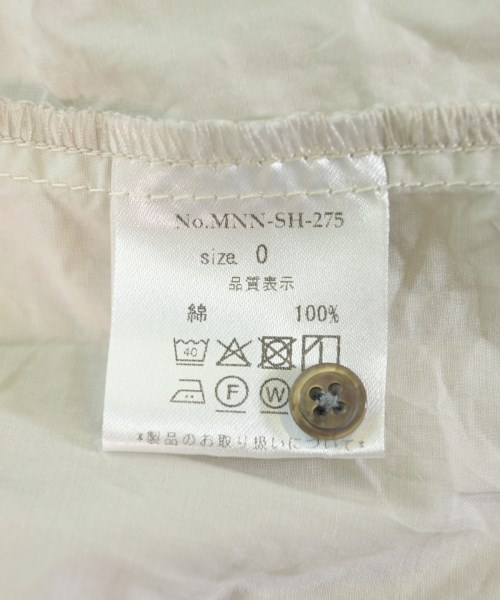 No.MNN-SH-275
size 0
品質表示
綿 100%
40
F W
*製品のお取り扱いについて*